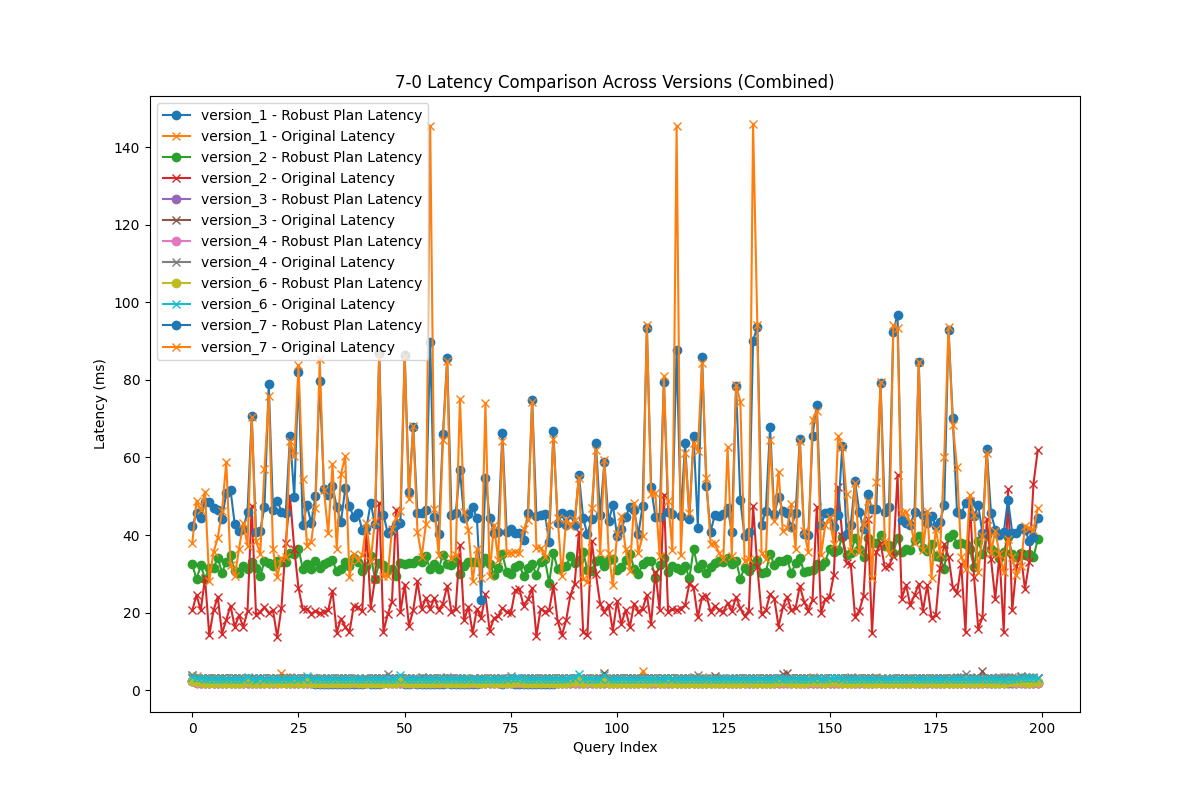 7-0 Latency Comparison Across Versions (Combined)
version_1 - Robust Plan Latency
version_1 - Original Latency
version_2 - Robust Plan Latency
version_2 - Original Latency
version_3 - Robust Plan Latency
version_3 - Original Latency
version_4 - Robust Plan Latency
version_4 - Original Latency
version_6 - Robust Plan Latency
version_6 - Original Latency
version_7 - Robust Plan Latency
version_7 - Original Latency
Latency (ms)
140
120
100
80
60
40
20
0
0 25 50 75 100 125 150 175 200
Query Index